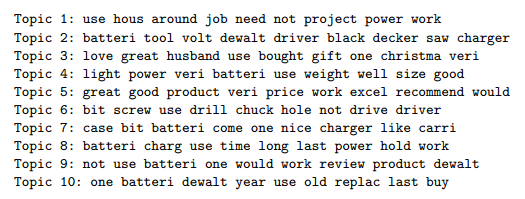 Topic 1: use hous around job need not project power work
Topic 2: batteri tool volt dewalt driver black decker saw charger
Topic 3: love great husband use bought gift one christma veri
Topic 4: light power veri batteri use weight well size good
Topic 5: great good product veri price work excel recommend would
Topic 6: bit screw use drill chuck hole not drive driver
Topic 7: case bit batteri come one nice charger like carri
Topic 8: batteri charg use time long last power hold work
Topic 9: not use batteri one would work review product dewalt
Topic 10: one batteri dewalt year use old replac last buy